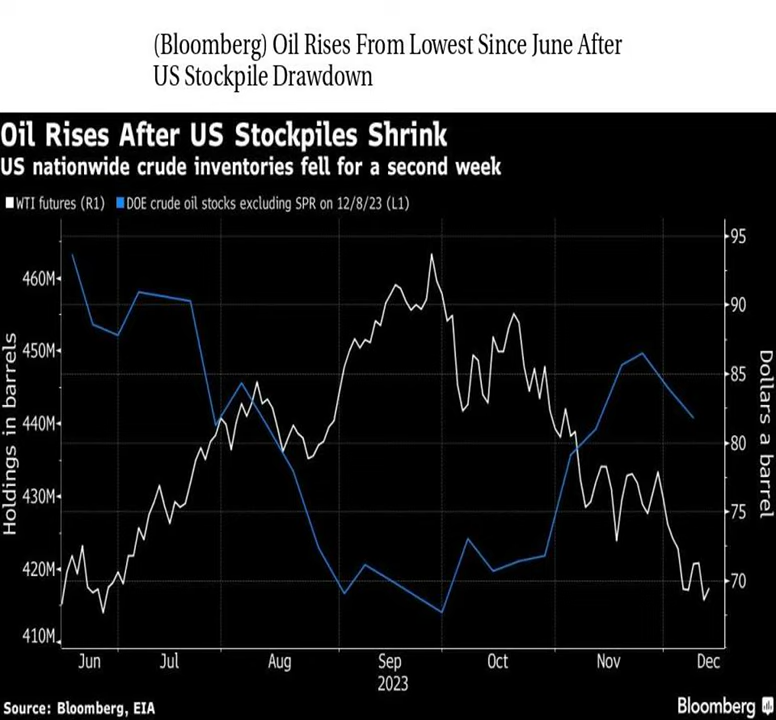 (Bloomberg) Oil Rises From Lowest Since June After
US Stockpile Drawdown
Oil Rises After US Stockpiles Shrink
US nationwide crude inventories fell for a second week
WTI futures (R1) DOE crude oil stocks excluding SPR on 12/8/23 (L1)
Holdings in barrels
460M
450M
440M
430M
420M
410M
95
90
85
80
75
70
Dollars a barrel
Jun Jul Aug Sep Oct Nov Dec
2023
Source: Bloomberg, EIA
Bloomberg